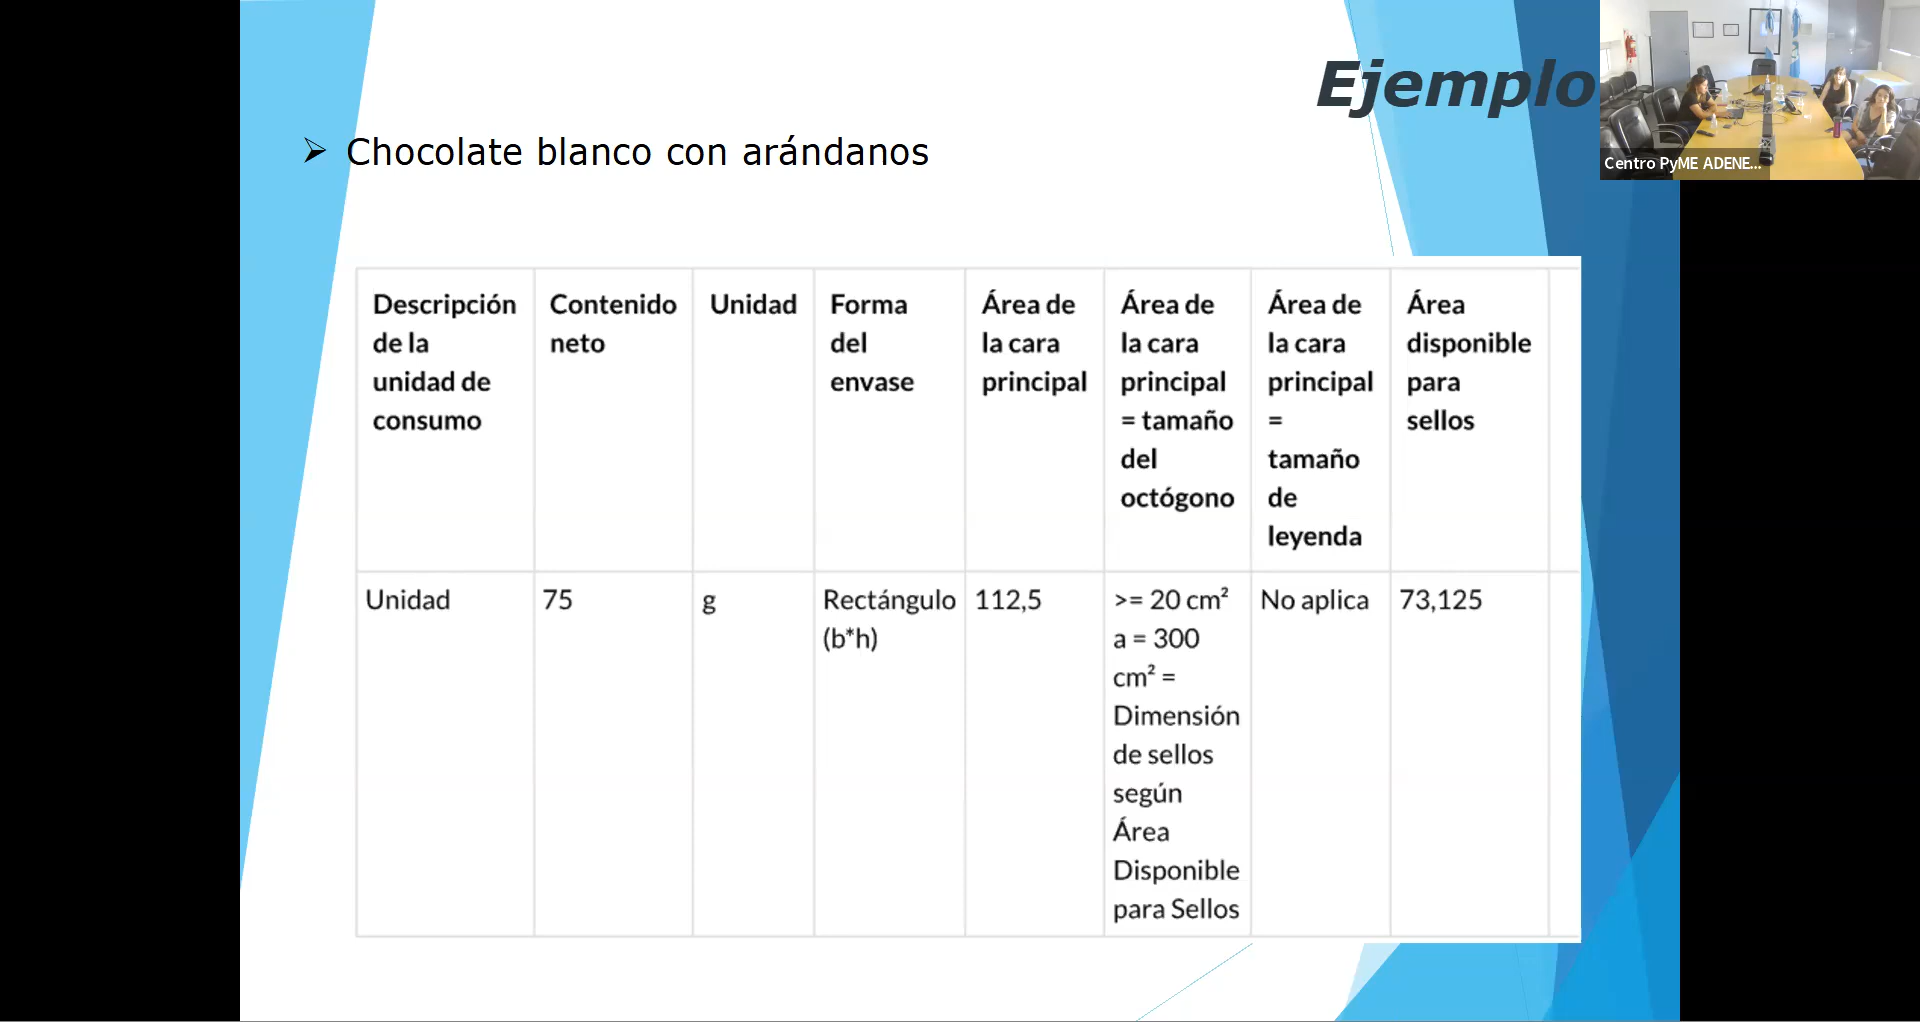 Ejemplo
Chocolate blanco con arándanos
Descripción
de la
unidad de
consumo
Contenido
neto
Unidad
Forma
del
envase
Área de
la cara
principal
Área de
la cara
principal
= tamaño
del
octógono
Área de
la cara
principal
=
tamaño
de
leyenda
Área
disponible
para
sellos
Unidad
75
g
Rectángulo
(b*h)
112,5
>= 20 cm²
a = 300
cm² =
Dimensión
de sellos
según
Área
Disponible
para Sellos
No aplica
73,125
Centro PyME ADENE...